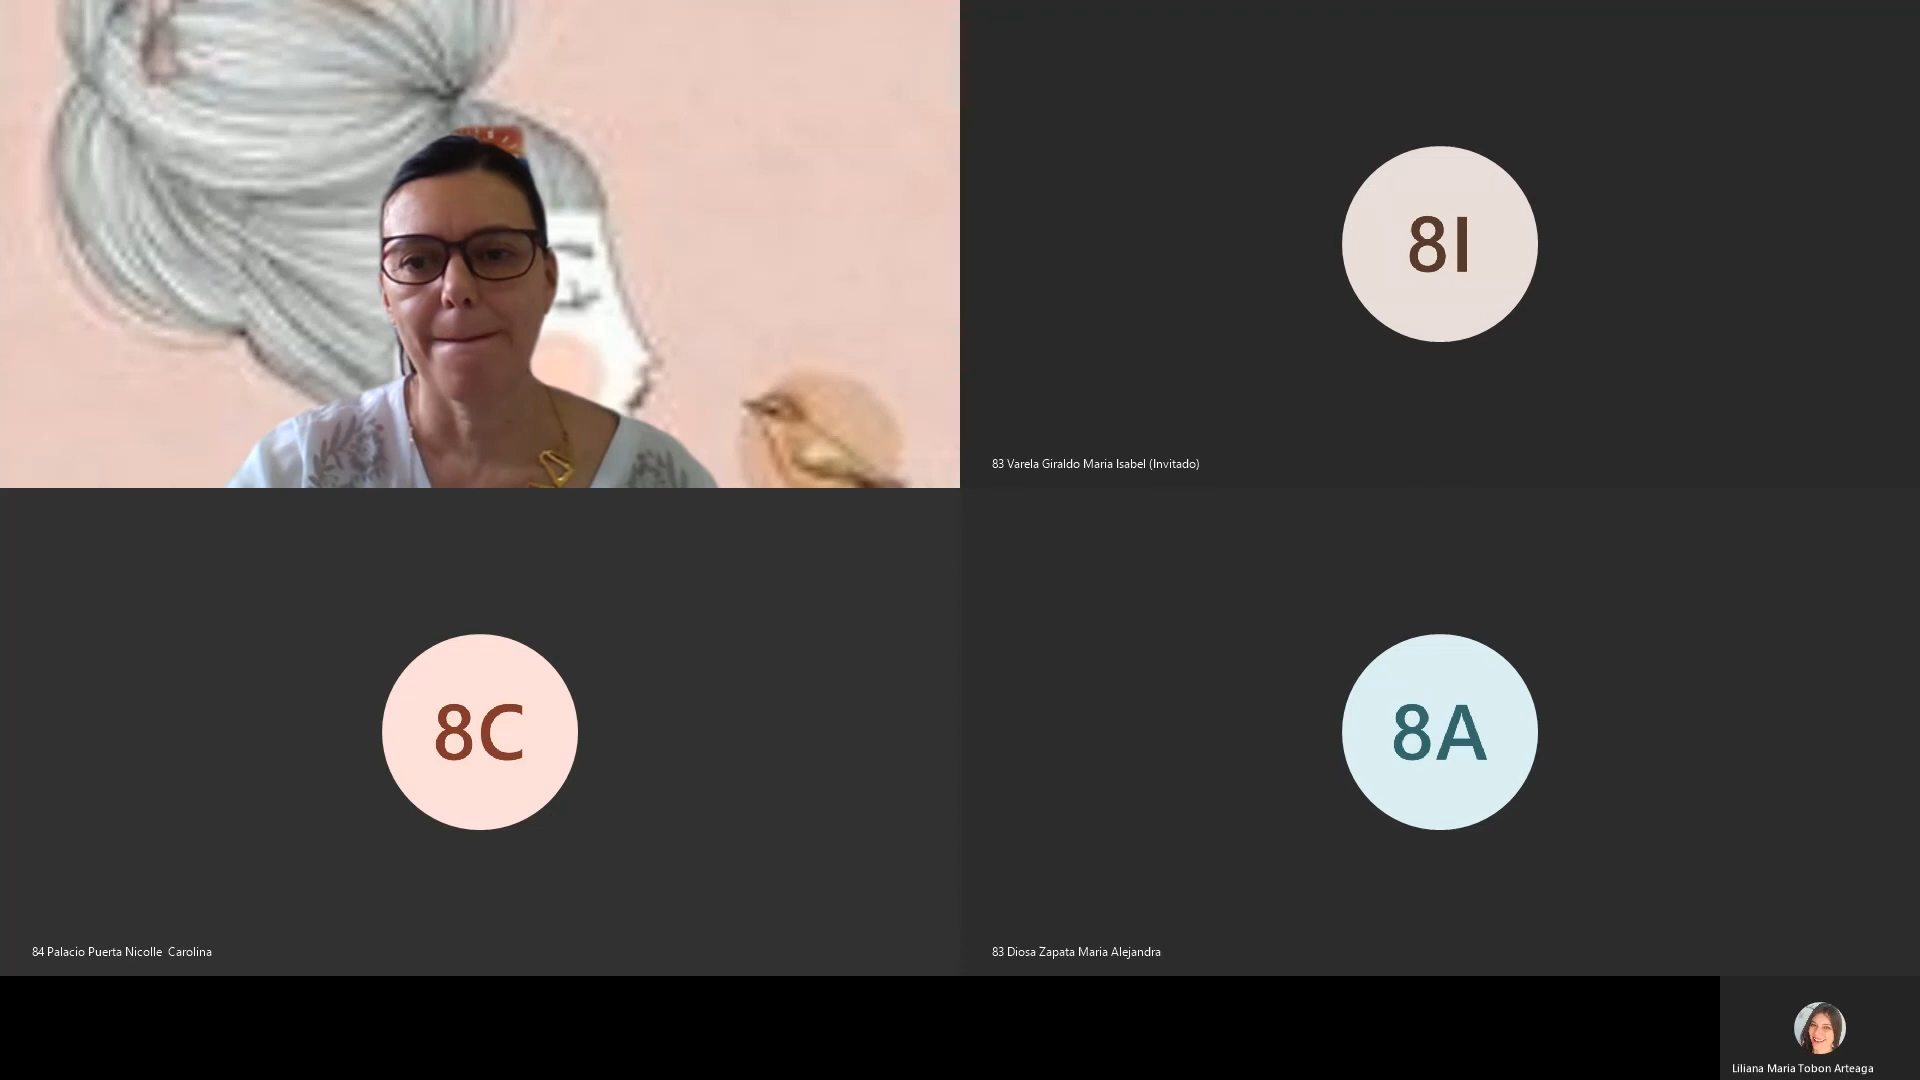 8I
83 Varela Giraldo Maria Isabel (Invitado)
8C
8A
84 Palacio Puerta Nicolle  Carolina
83 Diosa Zapata Maria Alejandra
Liliana Maria Tobon Arteaga